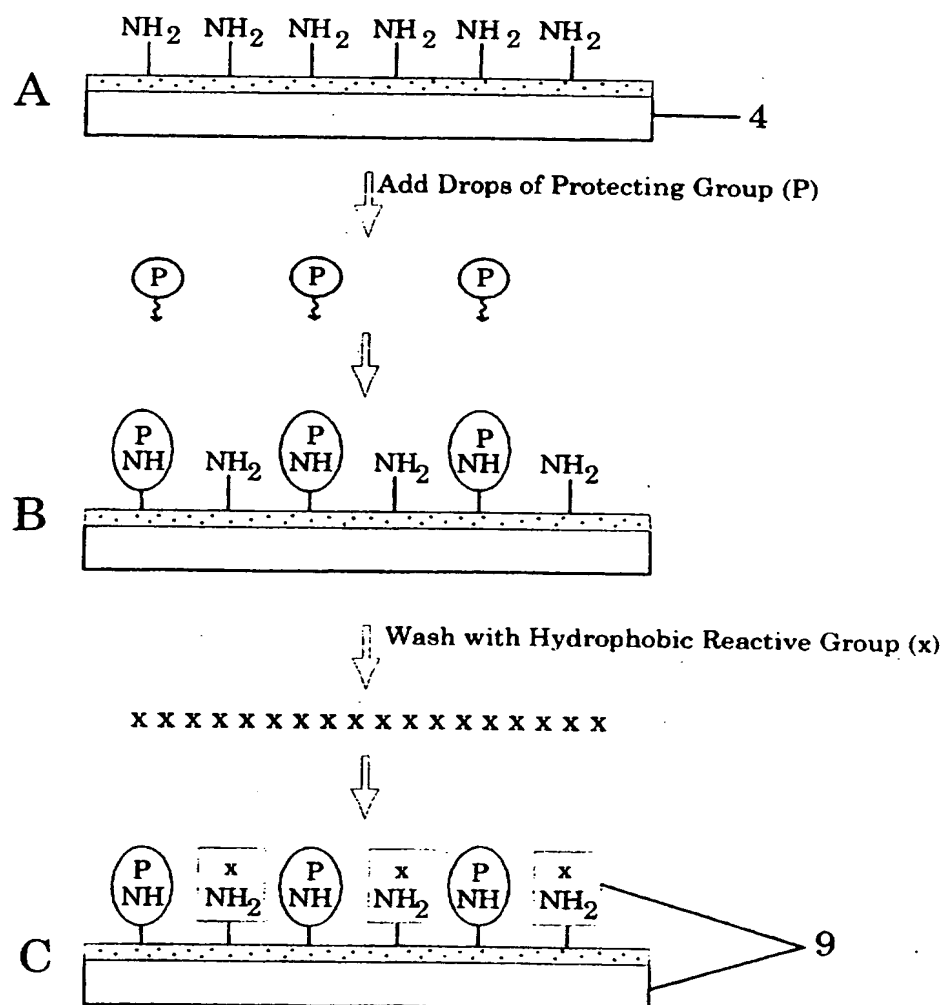 NH2 NH2 NH2 NH2 NH2 NH2
A
4
Add Drops of Protecting Group (P)
P P P
P P P
NH NH2 NH NH2 NH NH2
B
Wash with Hydrophobic Reactive Group (x)
x x x x x x x x x x x x x x x x x x
P x P x P x
NH NH2 NH NH2 NH NH2
C
9